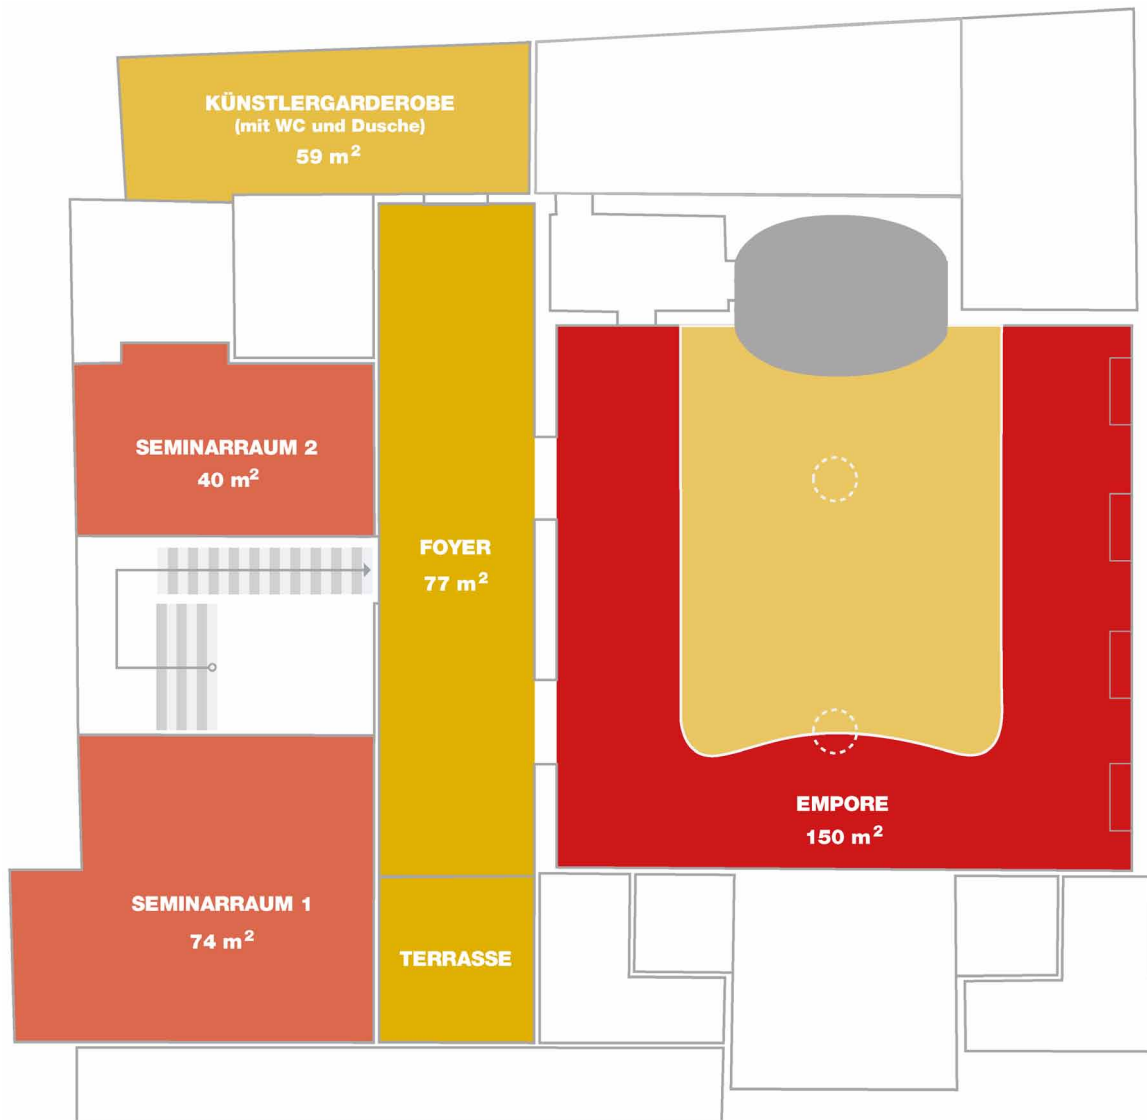 KÜNSTLERGARDEROBE
(mit WC und Dusche)
59 m²
SEMINARRAUM 2
40 m²
FOYER
77 m²
EMPORE
150 m²
SEMINARRAUM 1
74 m²
TERRASSE